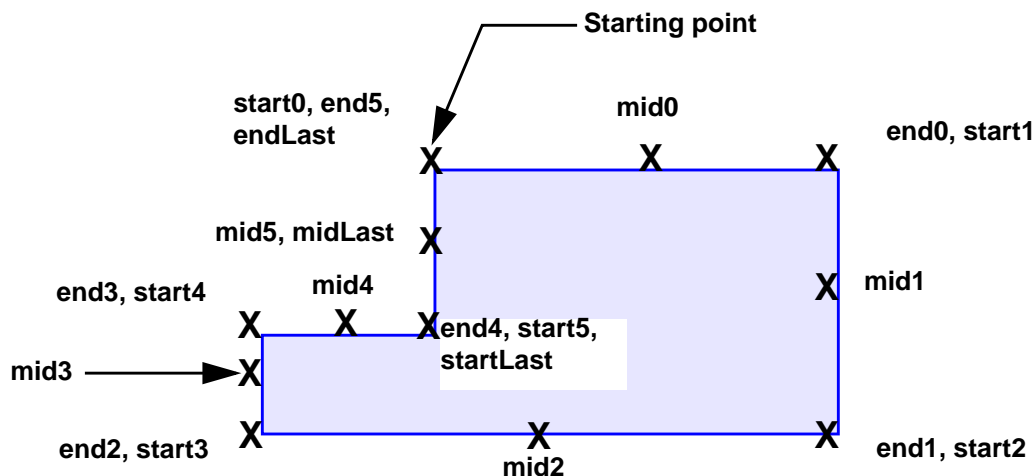 Starting point
start0, end5,
endLast
mid0
end0, start1
mid5, midLast
mid1
end3, start4
mid4
end4, start5,
startLast
mid3
end2, start3
mid2
end1, start2